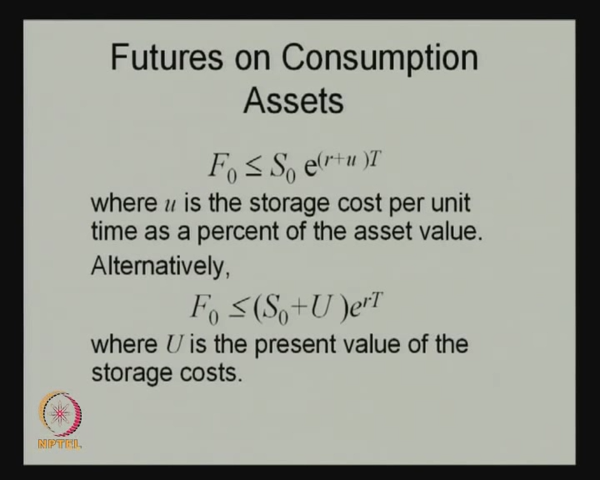 Futures on Consumption
Assets
F₀ ≤ S₀ e^(r+u)T
where u is the storage cost per unit
time as a percent of the asset value.
Alternatively,
F₀ ≤(S₀+U)e^rT
where U is the present value of the
storage costs.
NPTEL